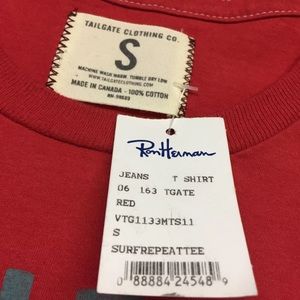 TAILGATE CLOTHING CO.
S
MACHINE WASH WARM. TUMBLE DRY LOW
WWW.TAILGATECLOTHING.COM
MADE IN CANADA - 100% COTTON
Ron Herman
JEANS T SHIRT
06 163 TGATE
RED
VTG1133MTS11
S
SURFREPEATTEE
0 88884 24548 9